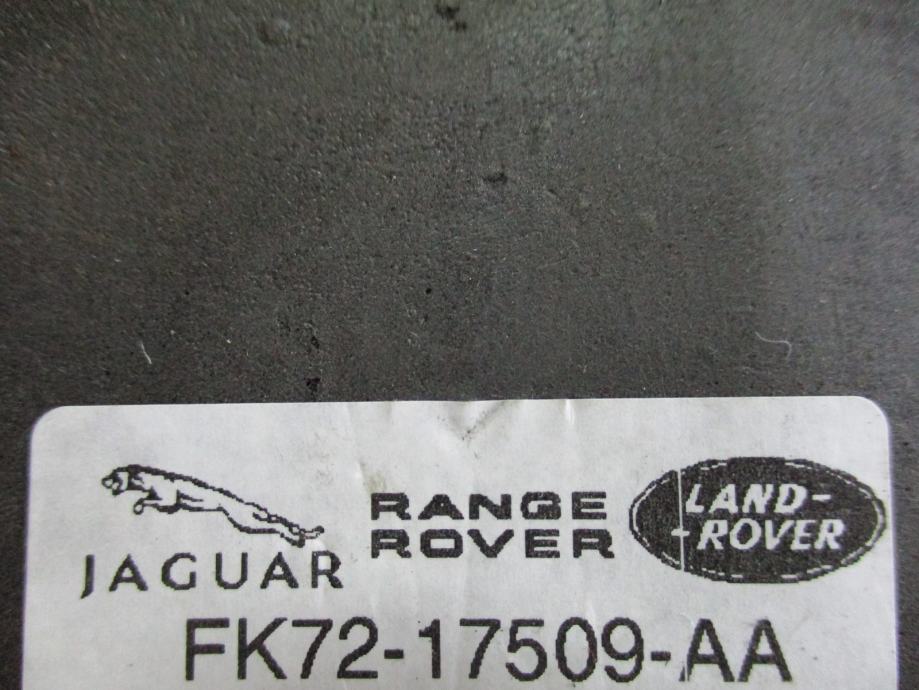 JAGUAR
RANGE
ROVER
LAND-
-ROVER
FK72-17509-AA